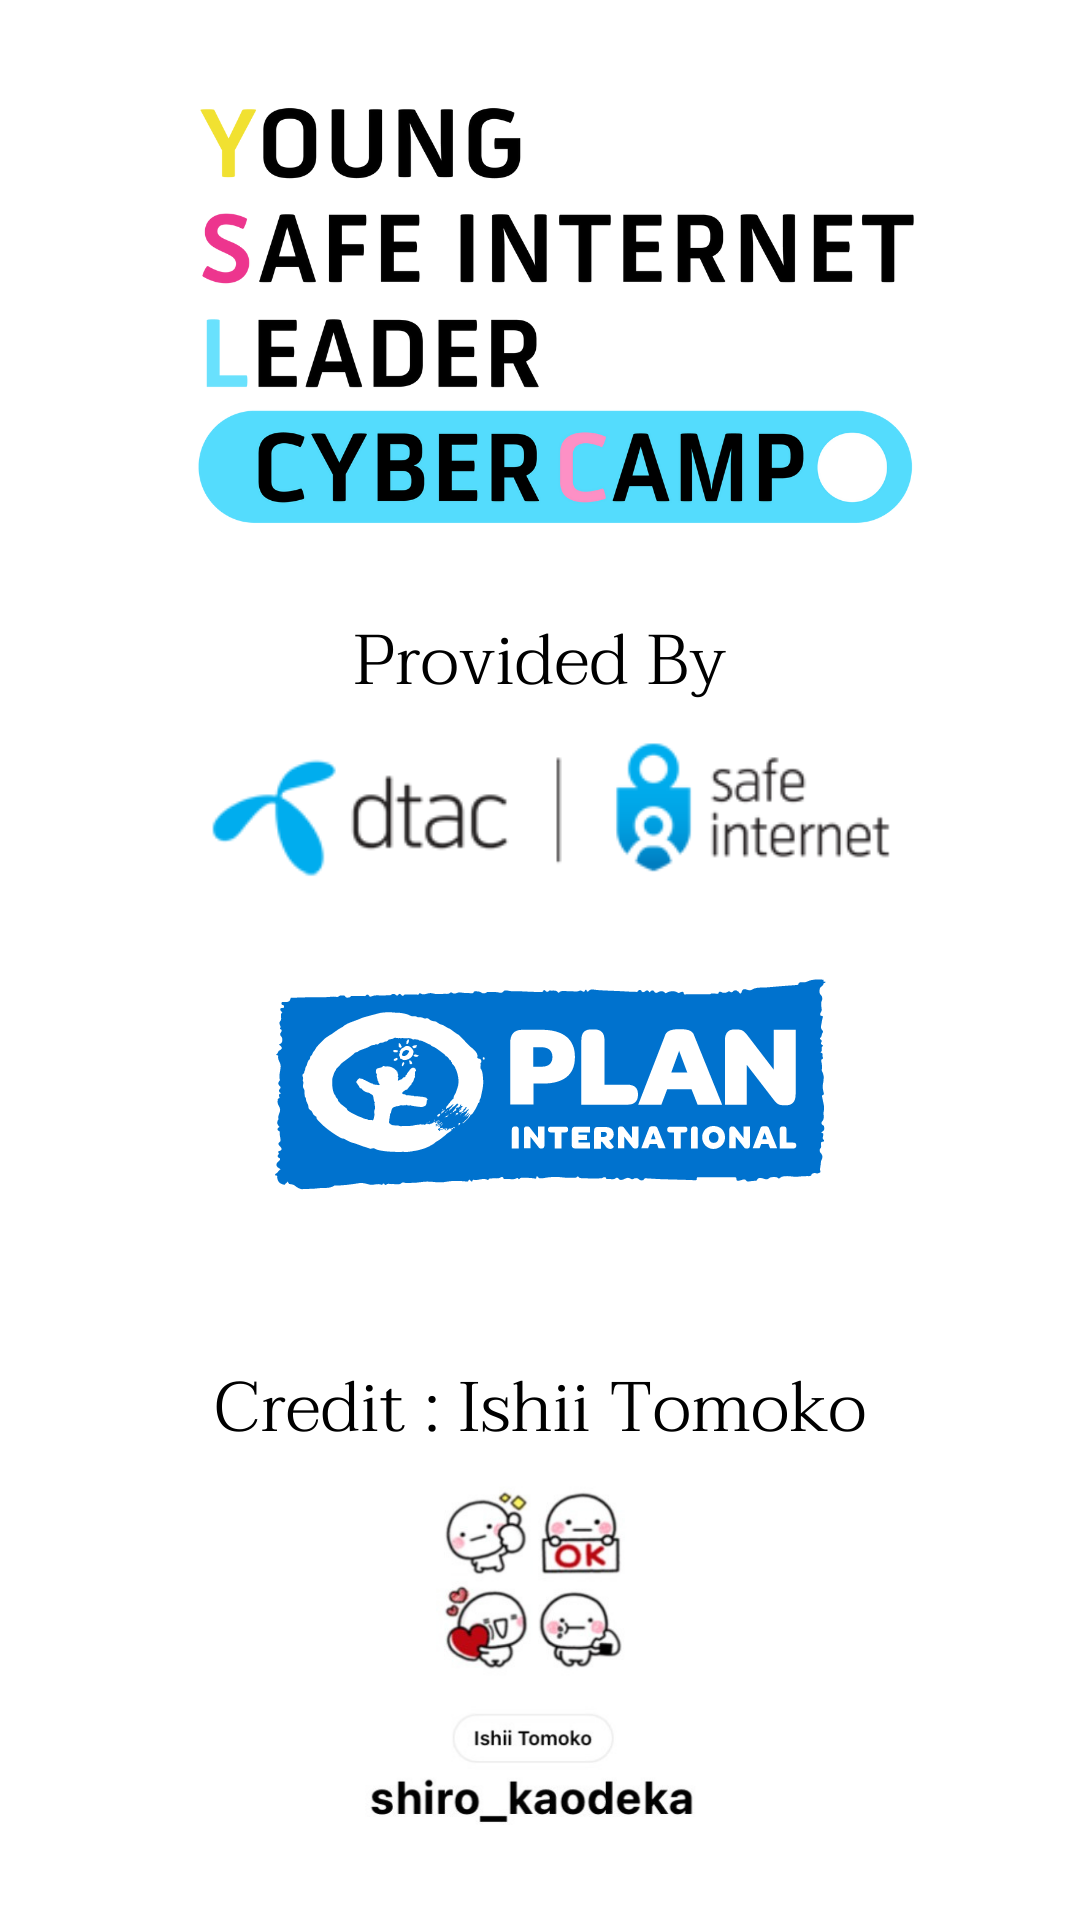 YOUNG
SAFE INTERNET
LEADER
CYBER CAMP
Provided By
dtac
safe
internet
PLAN
INTERNATIONAL
Credit : Ishii Tomoko
OK
Ishii Tomoko
shiro_kaodeka